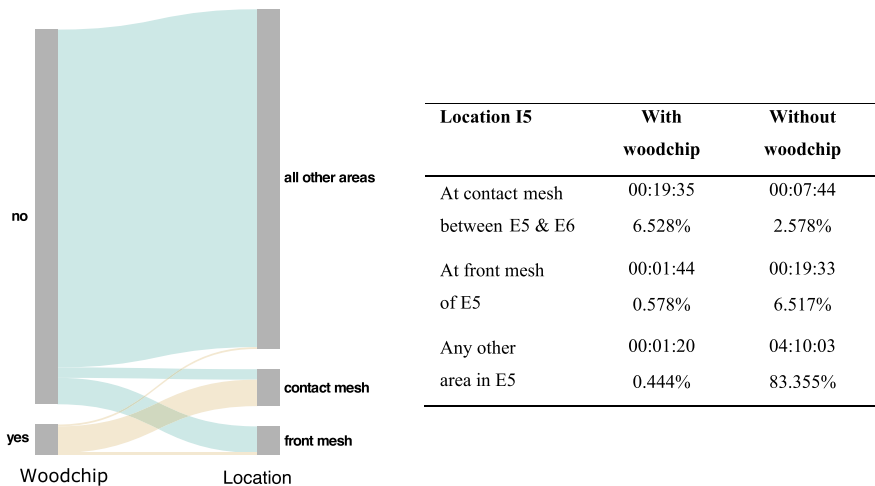 no
yes
all other areas
contact mesh
front mesh
Woodchip
Location
Location I5 With Without
woodchip woodchip
At contact mesh 00:19:35 00:07:44
between E5 & E6 6.528% 2.578%
At front mesh 00:01:44 00:19:33
of E5 0.578% 6.517%
Any other 00:01:20 04:10:03
area in E5 0.444% 83.355%